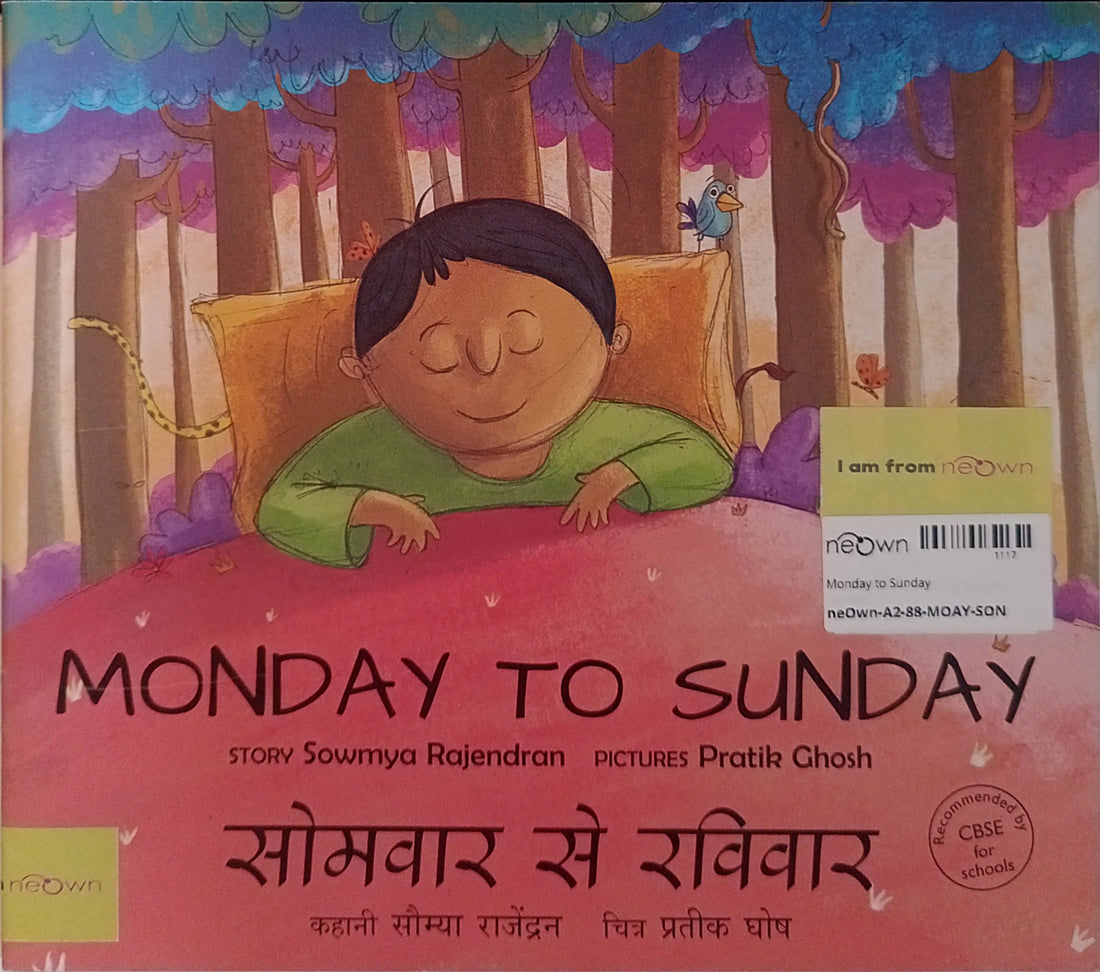 I am from neOwn
neOwn
1117
Monday to Sunday
neOwn-A2-88-MOAY-SON
MONDAY TO SUNDAY
STORY Sowmya Rajendran PICTURES Pratik Ghosh
सोमवार से रविवार
Recommended by
CBSE
for
schools
neOwn
कहानी सौम्या राजेंद्रन चित्र प्रतीक घोष